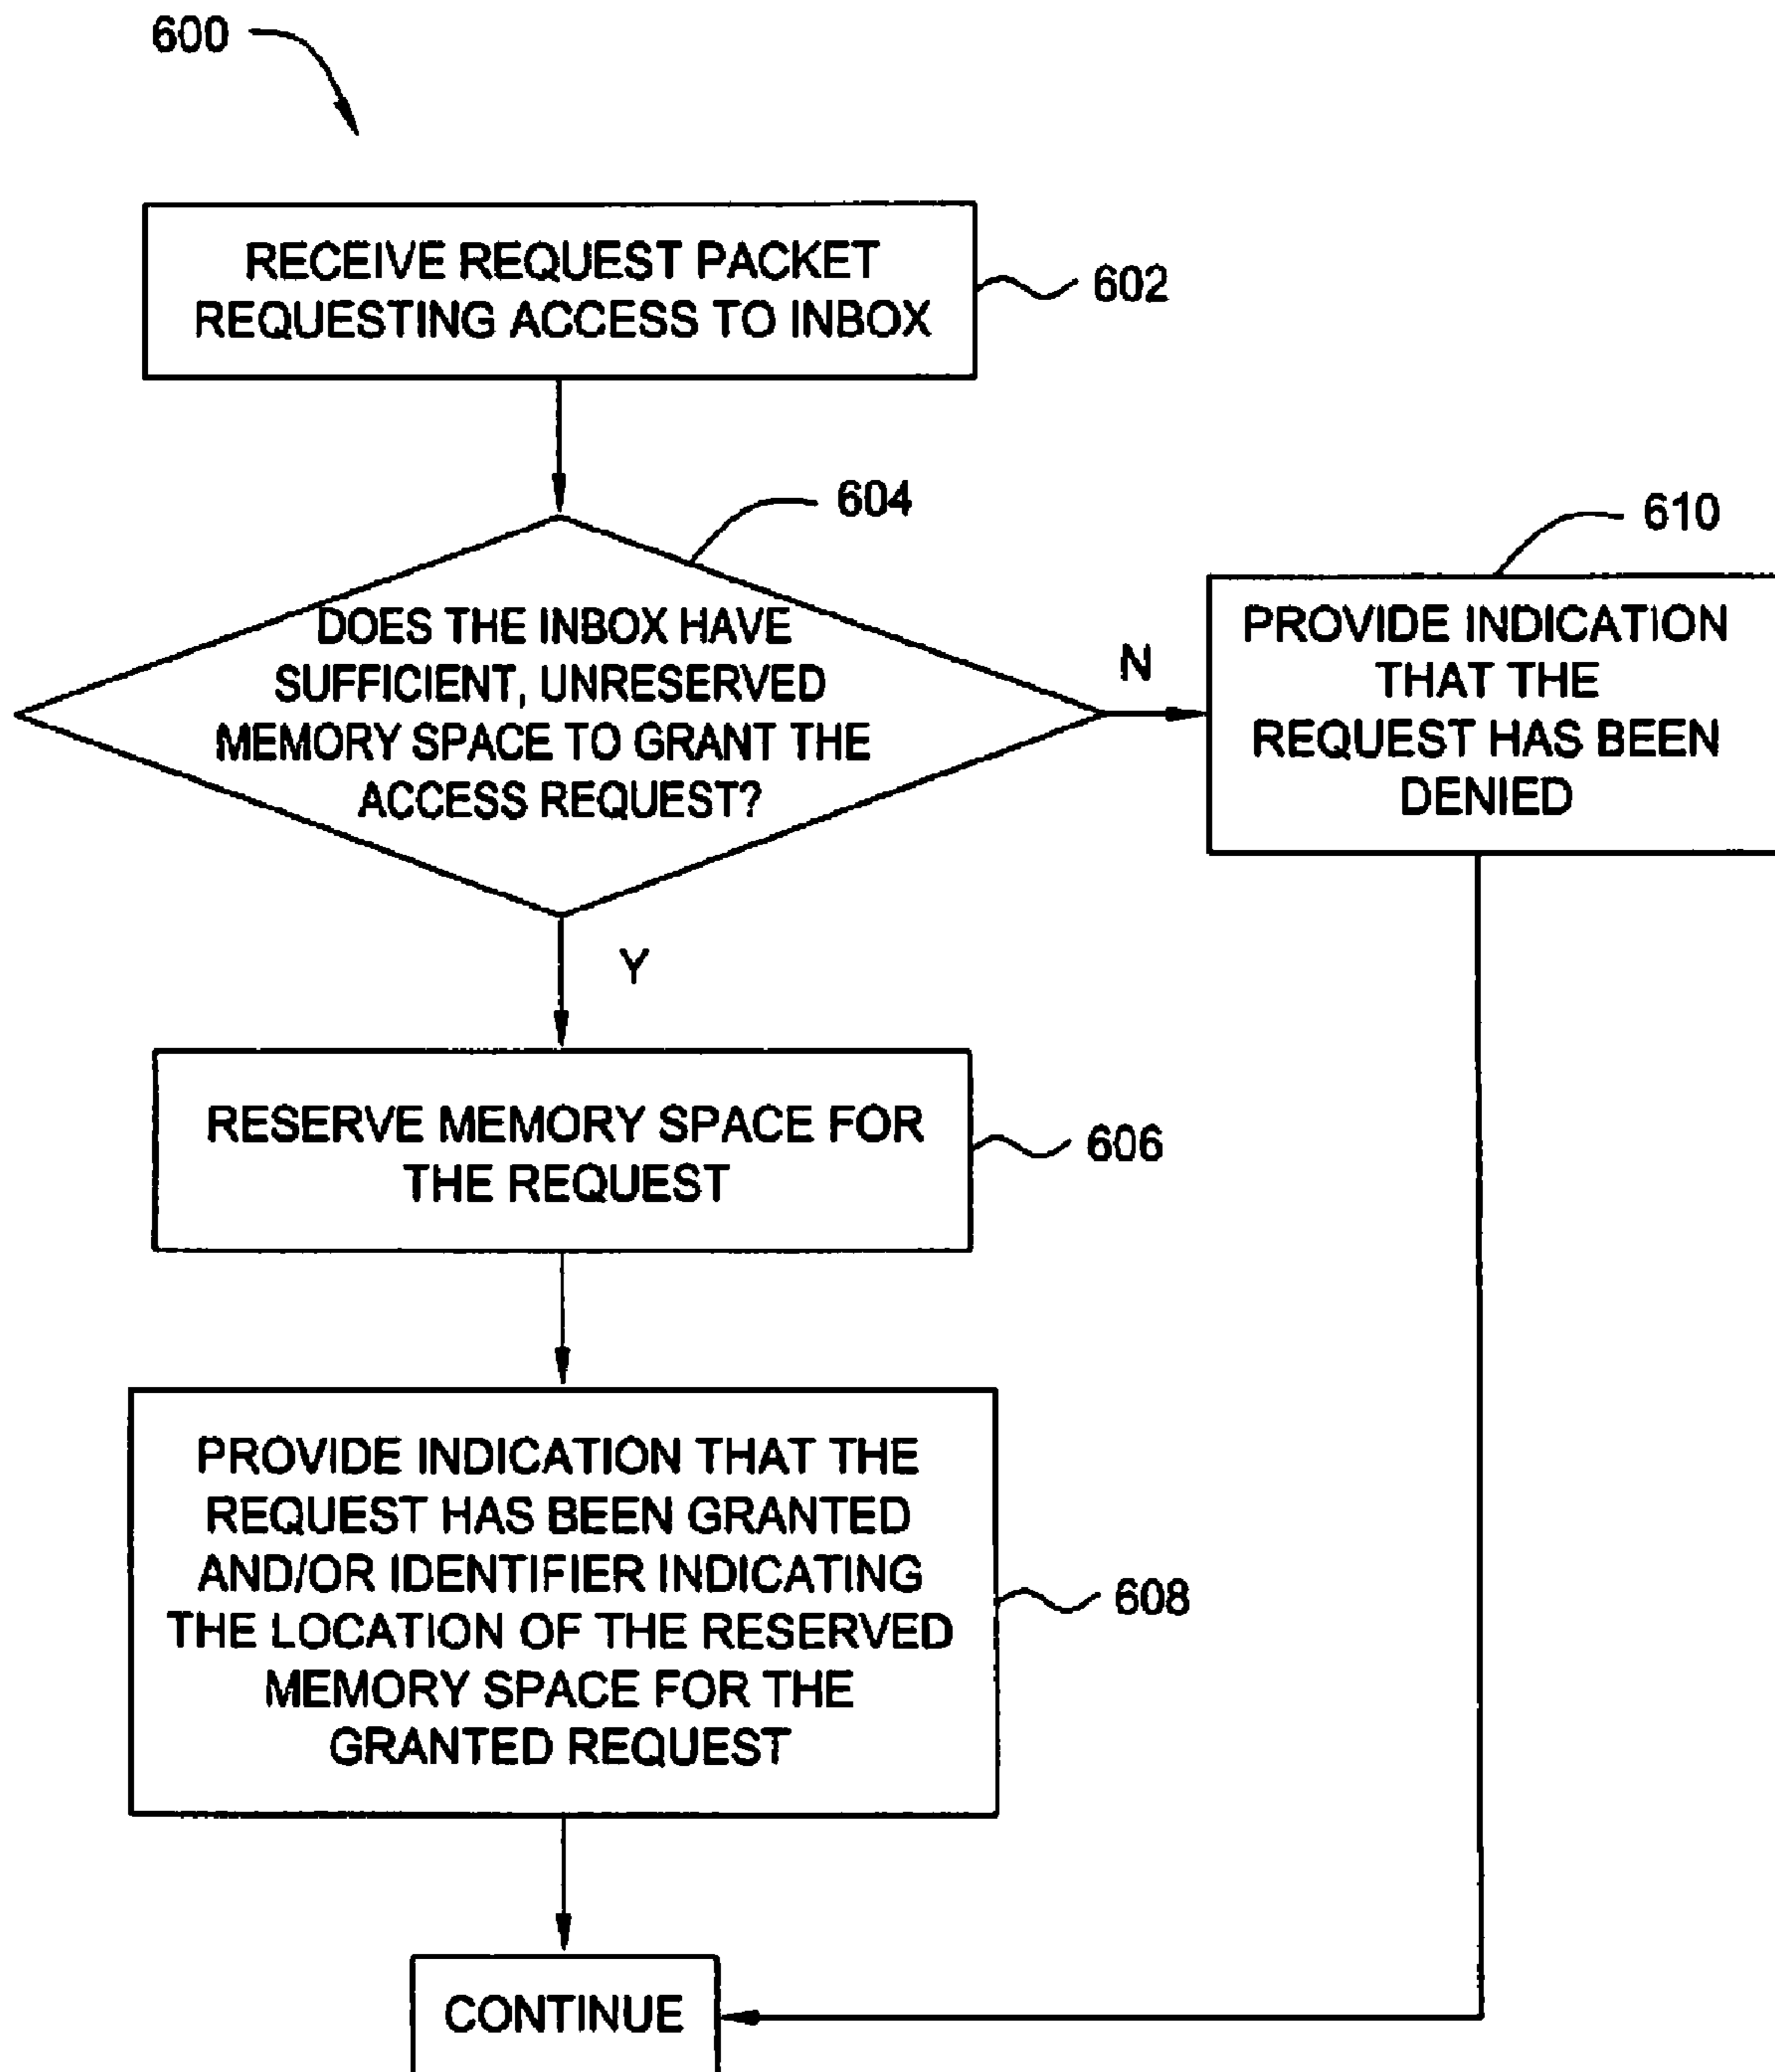 600
RECEIVE REQUEST PACKET
REQUESTING ACCESS TO INBOX
602
604
DOES THE INBOX HAVE
SUFFICIENT, UNRESERVED
MEMORY SPACE TO GRANT THE
ACCESS REQUEST?
N
610
PROVIDE INDICATION
THAT THE
REQUEST HAS BEEN
DENIED
Y
RESERVE MEMORY SPACE FOR
THE REQUEST
606
PROVIDE INDICATION THAT THE
REQUEST HAS BEEN GRANTED
AND/OR IDENTIFIER INDICATING
THE LOCATION OF THE RESERVED
MEMORY SPACE FOR THE
GRANTED REQUEST
608
CONTINUE